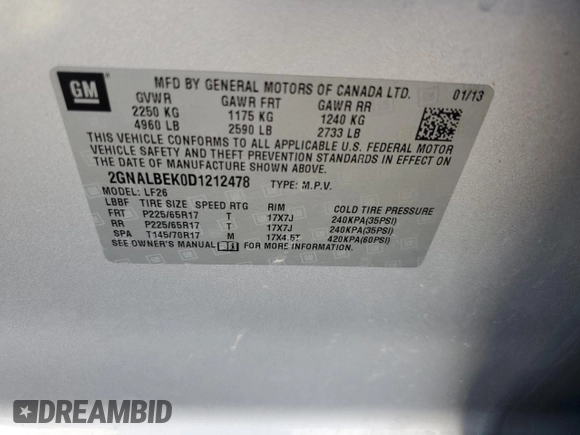 GM
MFD BY GENERAL MOTORS OF CANADA LTD. 01/13
GVWR GAWR FRT GAWR RR
2250 KG 1175 KG 1240 KG
4960 LB 2590 LB 2733 LB
THIS VEHICLE CONFORMS TO ALL APPLICABLE U.S. FEDERAL MOTOR
VEHICLE SAFETY AND THEFT PREVENTION STANDARDS IN EFFECT ON
THE DATE OF MANUFACTURE SHOWN ABOVE.
2GNALBEK0D1212478 TYPE: M.P.V.
MODEL: LF26
LBBF TIRE SIZE SPEED RTG RIM COLD TIRE PRESSURE
FRT P225/65R17 T 17X7J 240KPA(35PSI)
RR P225/65R17 T 17X7J 240KPA(35PSI)
SPA T145/70R17 M 17X4.5T 420KPA(60PSI)
SEE OWNER'S MANUAL FOR MORE INFORMATION.
DREAMBID